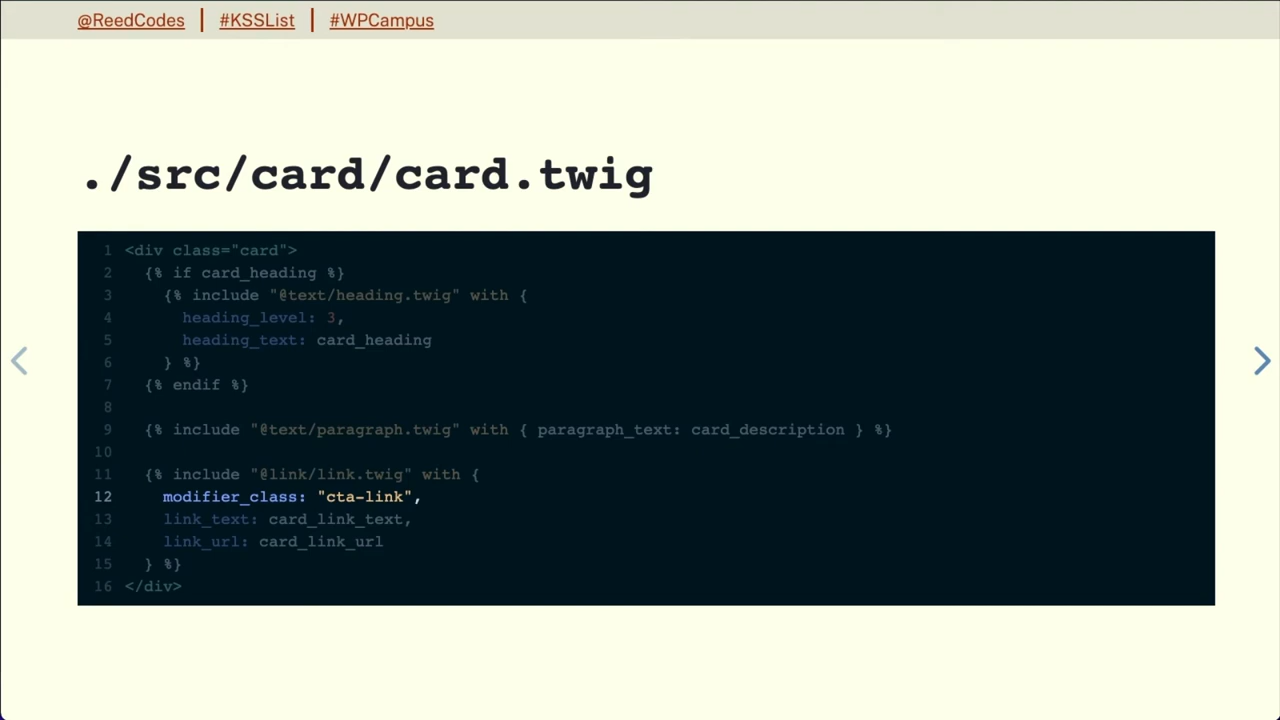 @ReedCodes | #KSSList | #WPCampus
./src/card/card.twig
1 <div class="card">
2   {% if card_heading %}
3     {% include "@text/heading.twig" with {
4       heading_level: 3,
5       heading_text: card_heading
6     } %}
7   {% endif %}
8
9   {% include "@text/paragraph.twig" with { paragraph_text: card_description } %}
10
11   {% include "@link/link.twig" with {
12     modifier_class: "cta-link",
13     link_text: card_link_text,
14     link_url: card_link_url
15   } %}
16 </div>